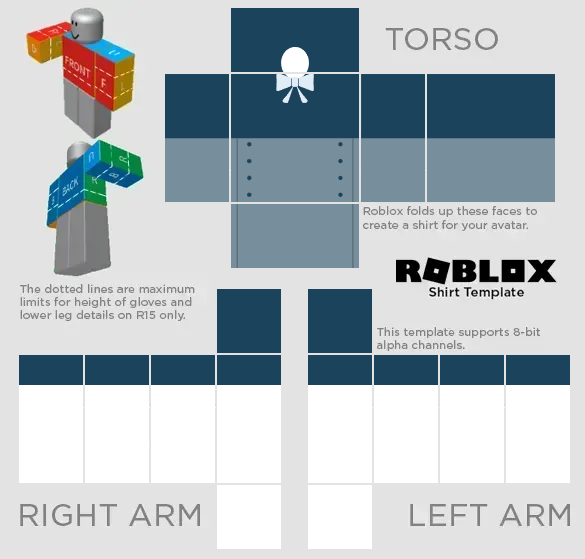 TORSO
FRONT
F
L
U
D
R
BACK
B
R
U
R
B
Roblox folds up these faces to
create a shirt for your avatar.
ROBLOX
Shirt Template
The dotted lines are maximum
limits for height of gloves and
lower leg details on R15 only.
This template supports 8-bit
alpha channels.
RIGHT ARM
LEFT ARM